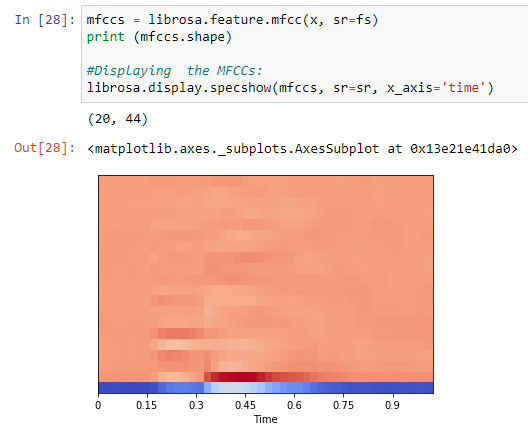 In [28]: mfccs = librosa.feature.mfcc(x, sr=fs)
print (mfccs.shape)
#Displaying  the MFCCs:
librosa.display.specshow(mfccs, sr=sr, x_axis='time')
(20, 44)
Out[28]: <matplotlib.axes._subplots.AxesSubplot at 0x13e21e41da0>
0 0.15 0.3 0.45 0.6 0.75 0.9
Time